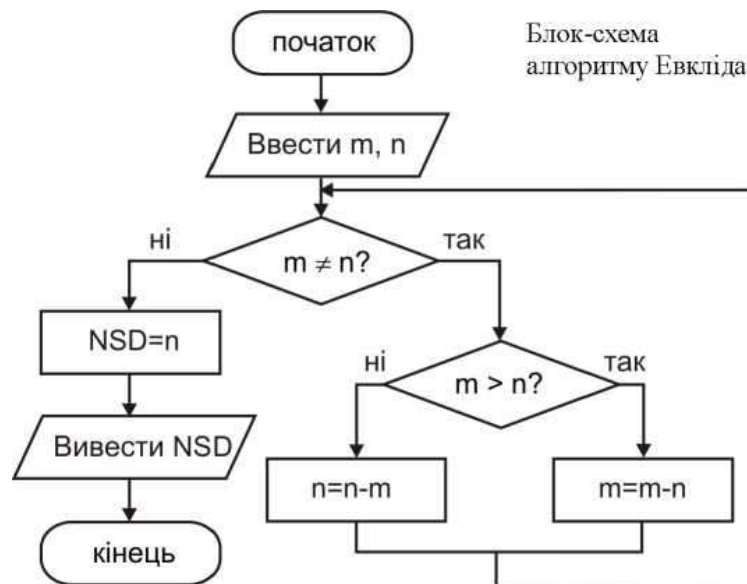 початок
Блок-схема
алгоритму Евкліда
Ввести m, n
ні
так
m ≠ n?
NSD=n
ні
так
m > n?
Вивести NSD
n=n-m
m=m-n
кінець